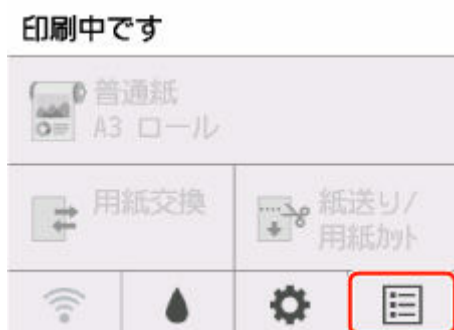 印刷中です
普通紙
A3 ロール
用紙交換
紙送り/
用紙カット